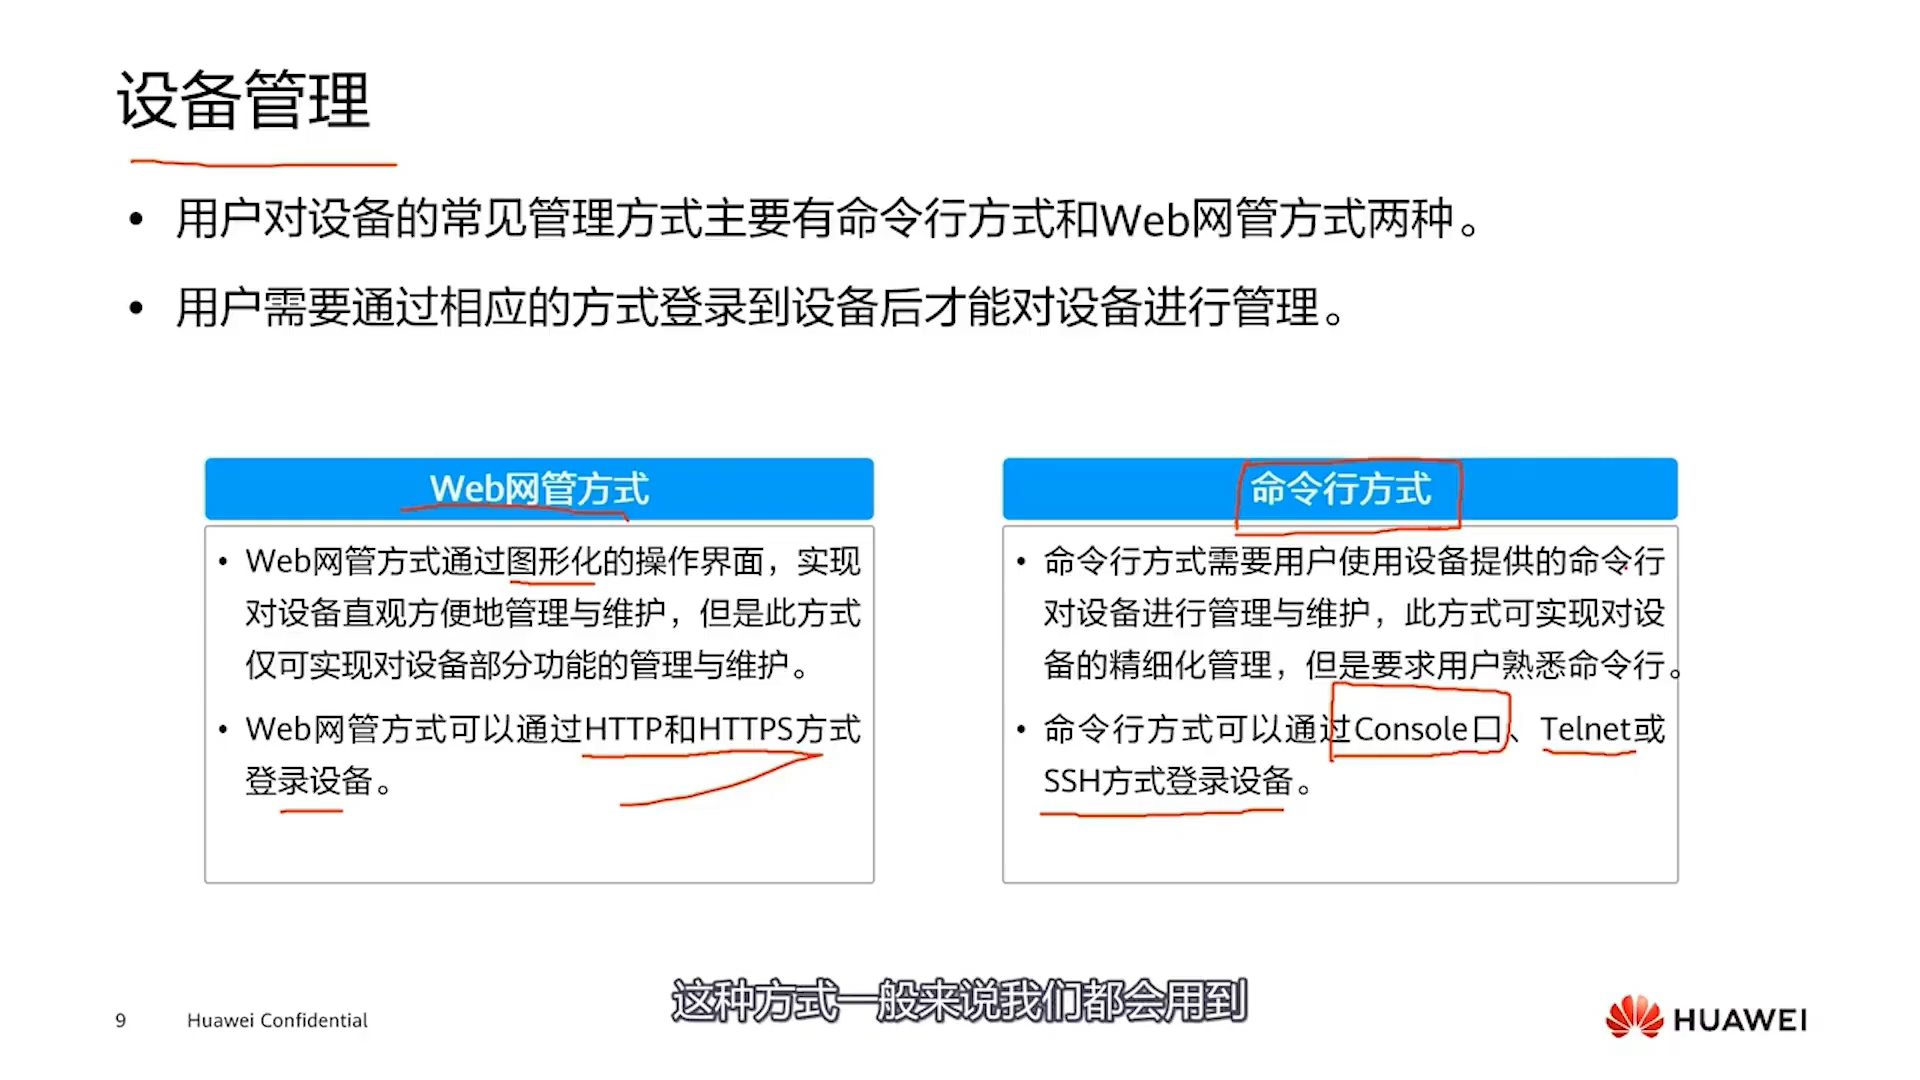 设备管理
• 用户对设备的常见管理方式主要有命令行方式和Web网管方式两种。
• 用户需要通过相应的方式登录到设备后才能对设备进行管理。
Web网管方式
• Web网管方式通过图形化的操作界面，实现
对设备直观方便地管理与维护，但是此方式
仅可实现对设备部分功能的管理与维护。
• Web网管方式可以通过HTTP和HTTPS方式
登录设备。
命令行方式
• 命令行方式需要用户使用设备提供的命令行
对设备进行管理与维护，此方式可实现对设
备的精细化管理，但是要求用户熟悉命令行。
• 命令行方式可以通过Console口、Telnet或
SSH方式登录设备。
这种方式一般来说我们都会用到
9 Huawei Confidential
HUAWEI